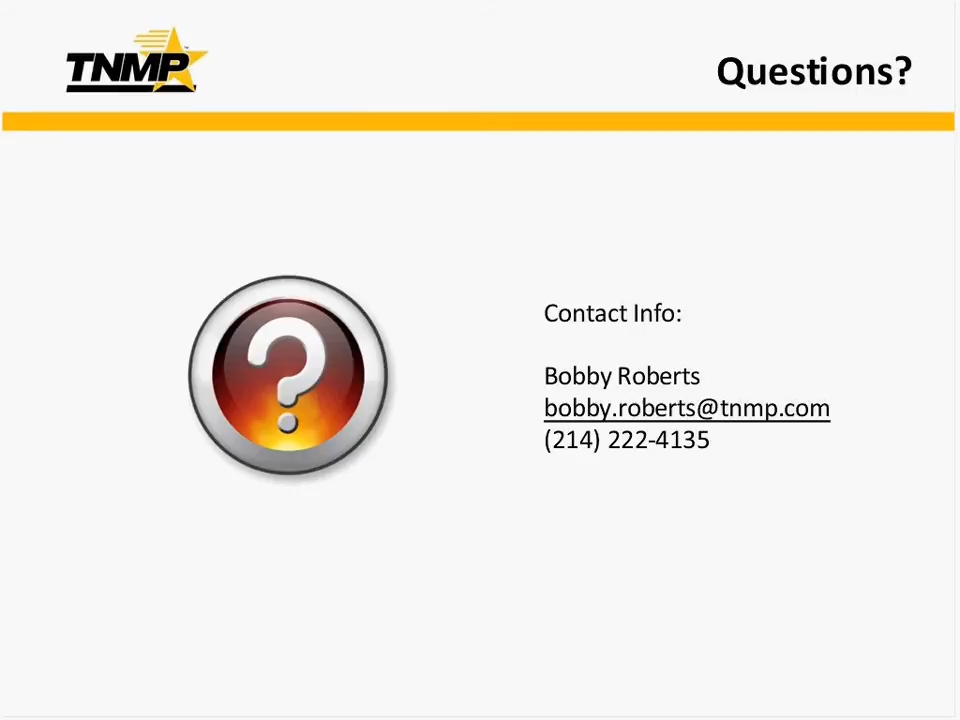 TNMP
Questions?
?
Contact Info:
Bobby Roberts
bobby.roberts@tnmp.com
(214) 222-4135